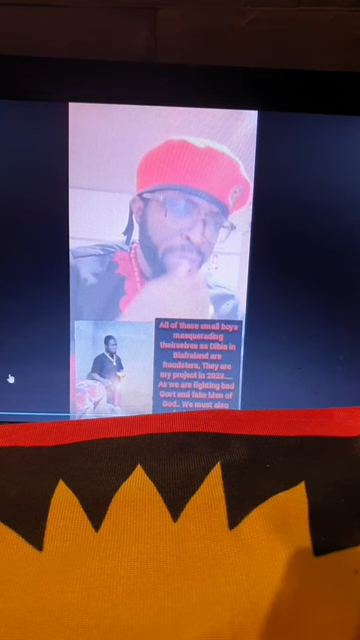 All of these small boys
masquerading
themselves as Dibia in
Biafraland are
fraudsters, They are
my project in 2023....
As we are fighting bad
Govt and fake Men of
God.. We must also